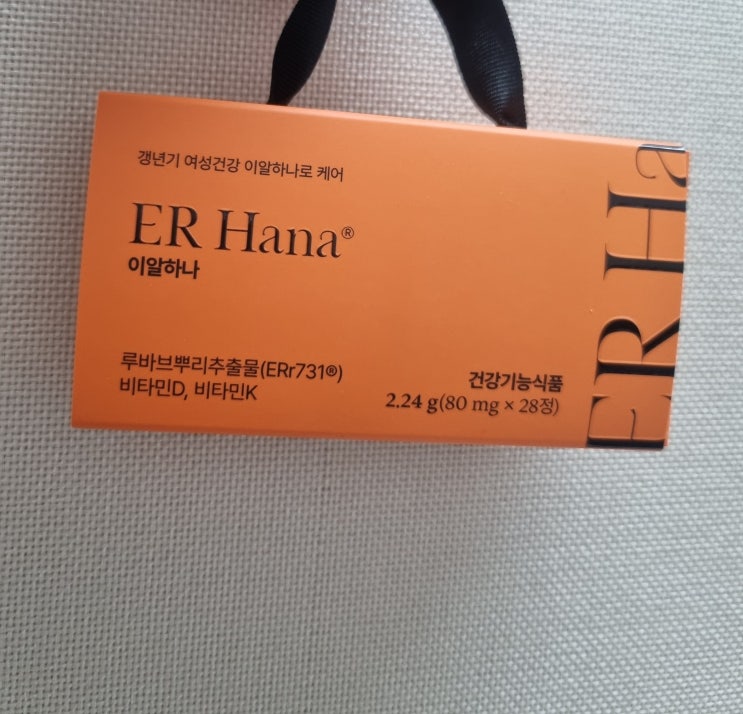 갱년기 여성건강 이알하나로 케어
ER Hana®
이알하나
루바브뿌리추출물(ERr731®)
비타민D, 비타민K
건강기능식품
2.24 g(80 mg × 28정)
ER Ha